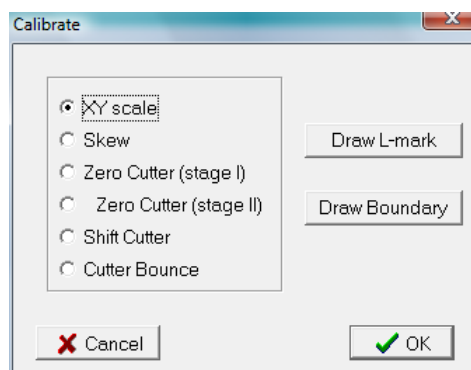 Calibrate
XY scale
Skew
Zero Cutter (stage I)
Zero Cutter (stage II)
Shift Cutter
Cutter Bounce
Draw L-mark
Draw Boundary
Cancel
OK